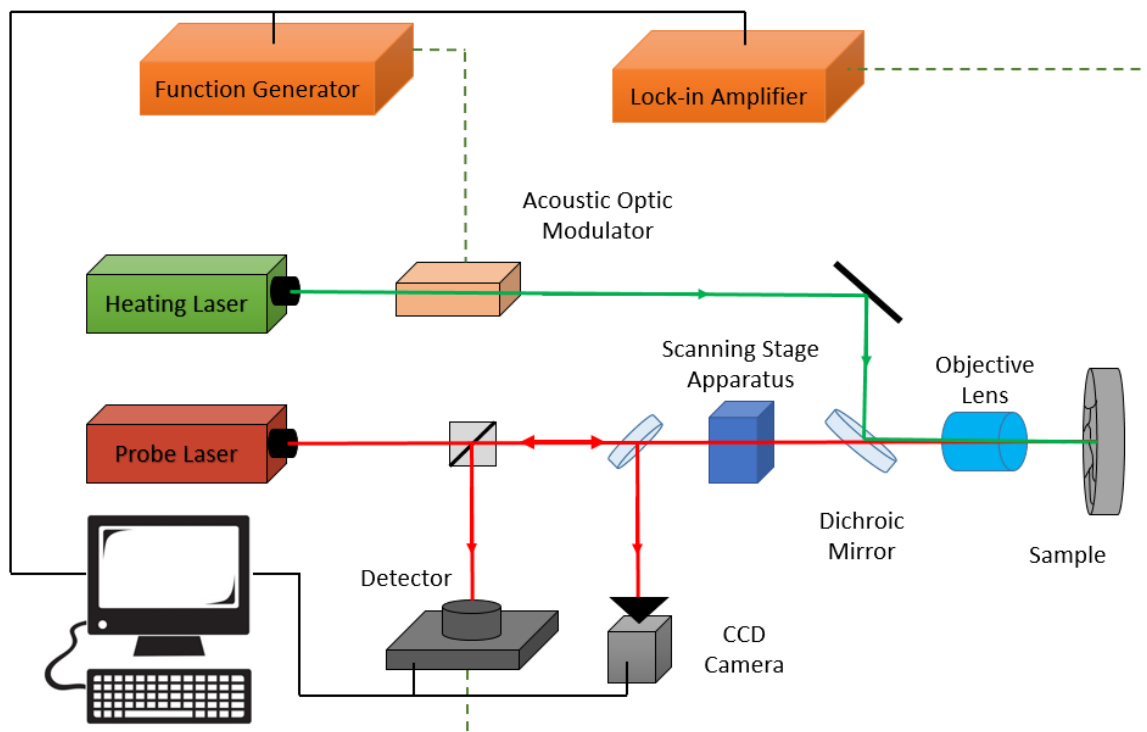 Function Generator
Lock-in Amplifier
Acoustic Optic
Modulator
Heating Laser
Scanning Stage
Apparatus
Objective
Lens
Probe Laser
Dichroic
Mirror
Sample
Detector
CCD
Camera